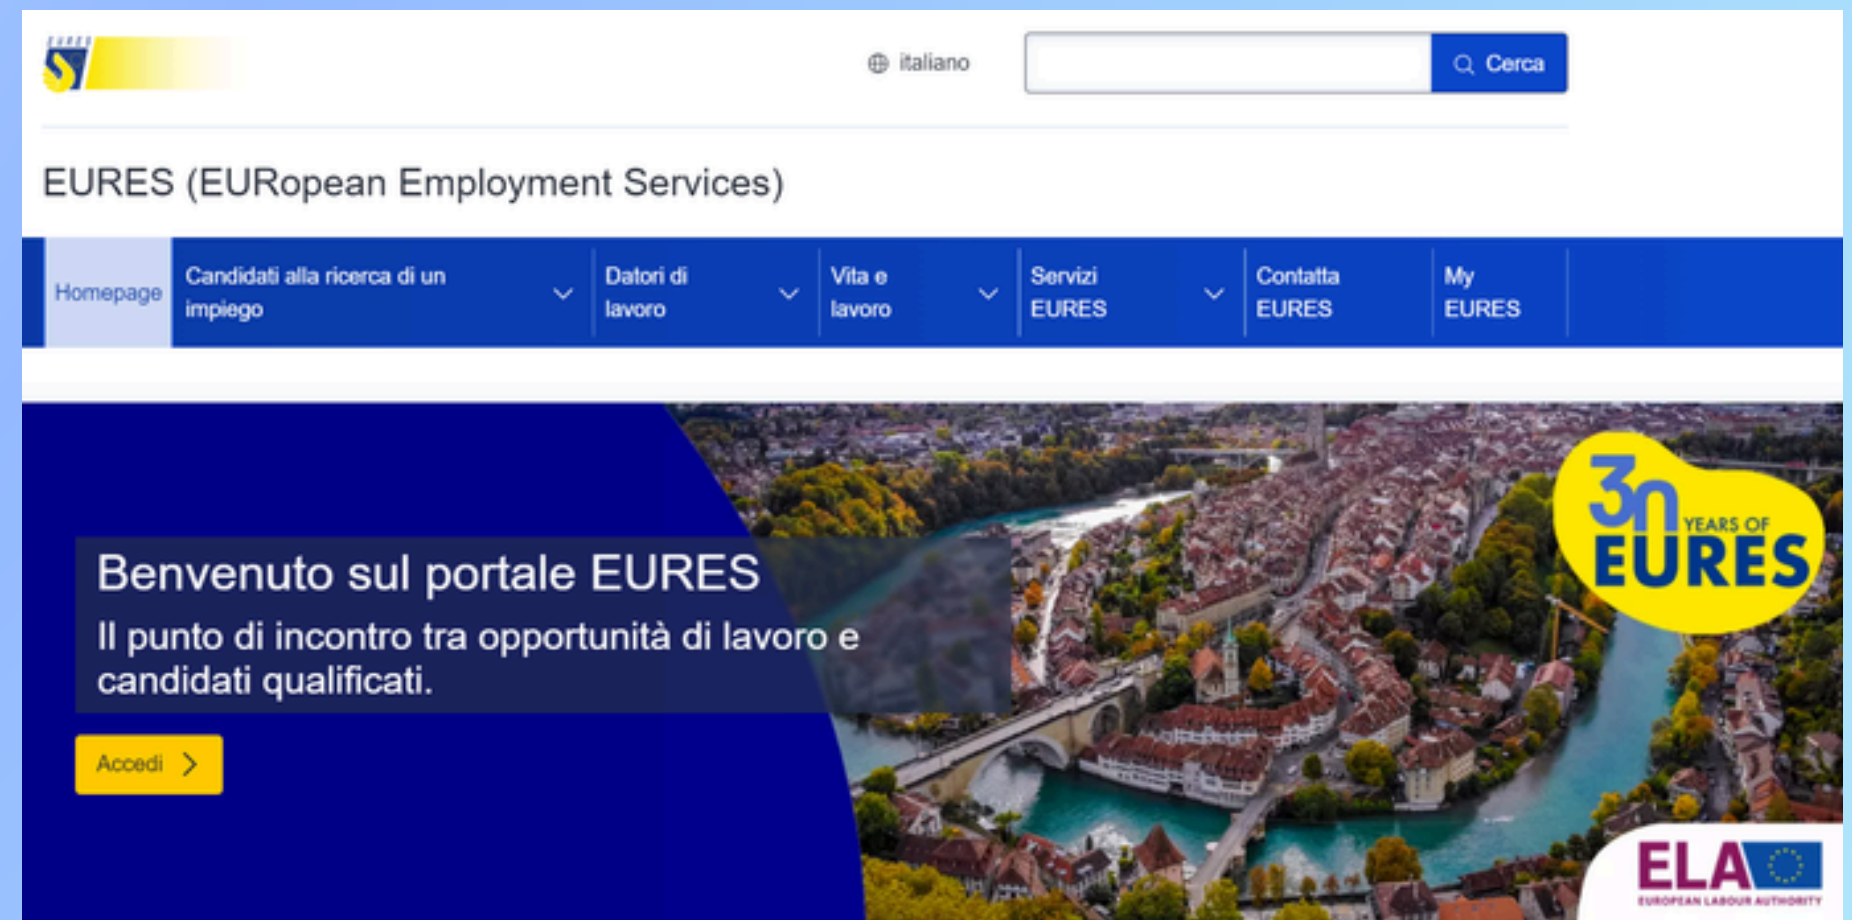 EURES
italiano
Cerca
EURES (EURopean Employment Services)
Homepage
Candidati alla ricerca di un
impiego
Datori di
lavoro
Vita e
lavoro
Servizi
EURES
Contatta
EURES
My
EURES
30
YEARS OF
EURES
Benvenuto sul portale EURES
Il punto di incontro tra opportunità di lavoro e
candidati qualificati.
Accedi
ELA
EUROPEAN LABOUR AUTHORITY